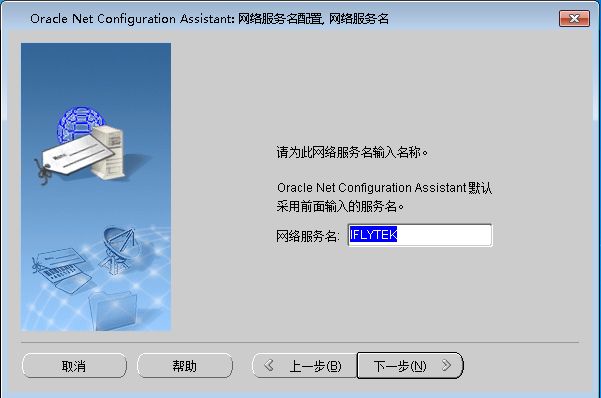 Oracle Net Configuration Assistant: 网络服务名配置, 网络服务名
请为此网络服务名输入名称。
Oracle Net Configuration Assistant 默认
采用前面输入的服务名。
网络服务名: IFLYTEK
取消 帮助 上一步(B) 下一步(N)